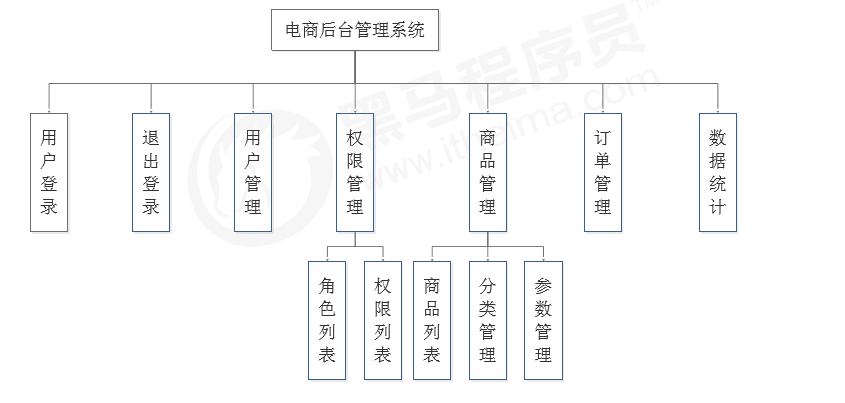 电商后台管理系统
用户登录
退出登录
用户管理
权限管理
商品管理
订单管理
数据统计
角色列表
权限列表
商品列表
分类管理
参数管理
黑马程序员TM
www.itheima.com